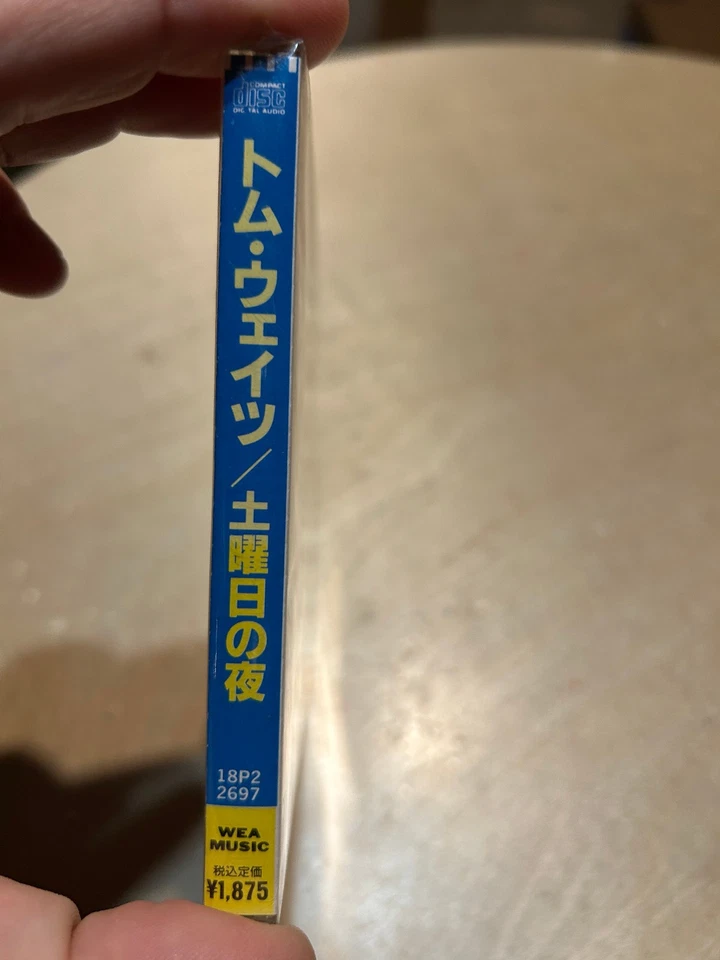 COMPACT
disc
DIGITAL AUDIO
トム・ウェイツ/土曜日の夜
18P2
2697
WEA
MUSIC
税込定価
¥1,875